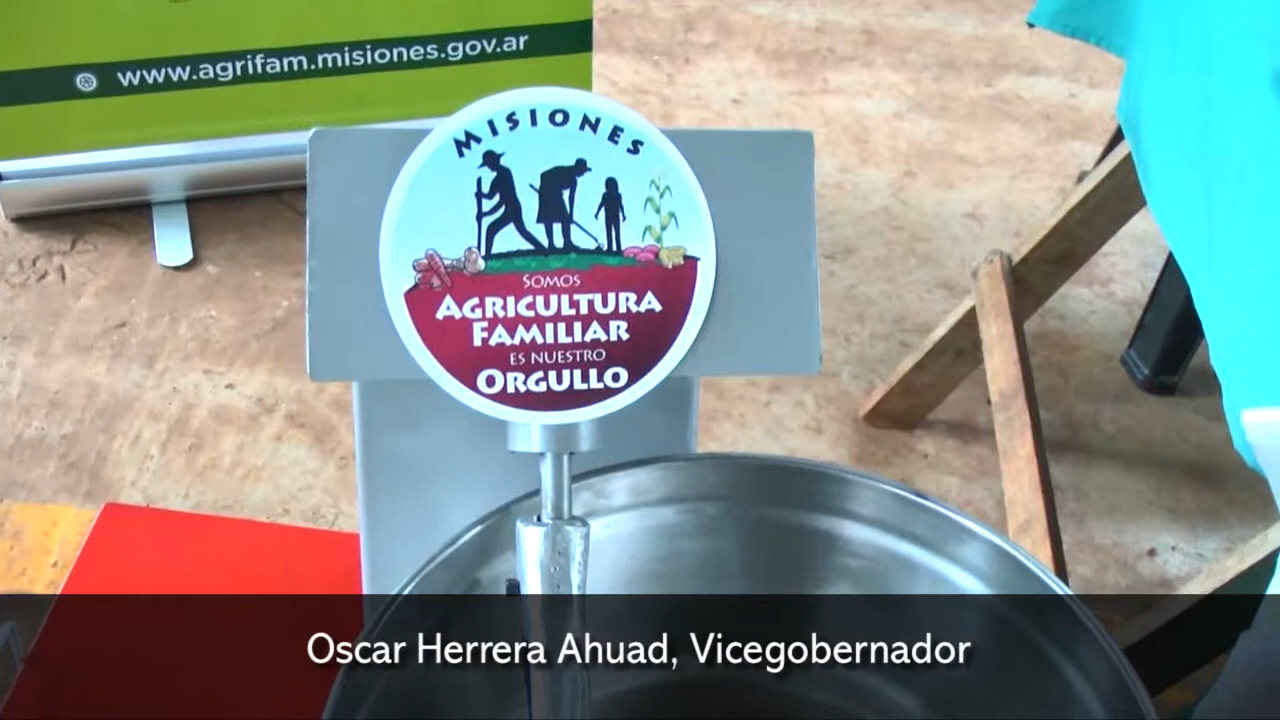 www.agrifam.misiones.gov.ar
MISIONES
SOMOS
AGRICULTURA
FAMILIAR
ES NUESTRO
ORGULLO
Oscar Herrera Ahuad, Vicegobernador